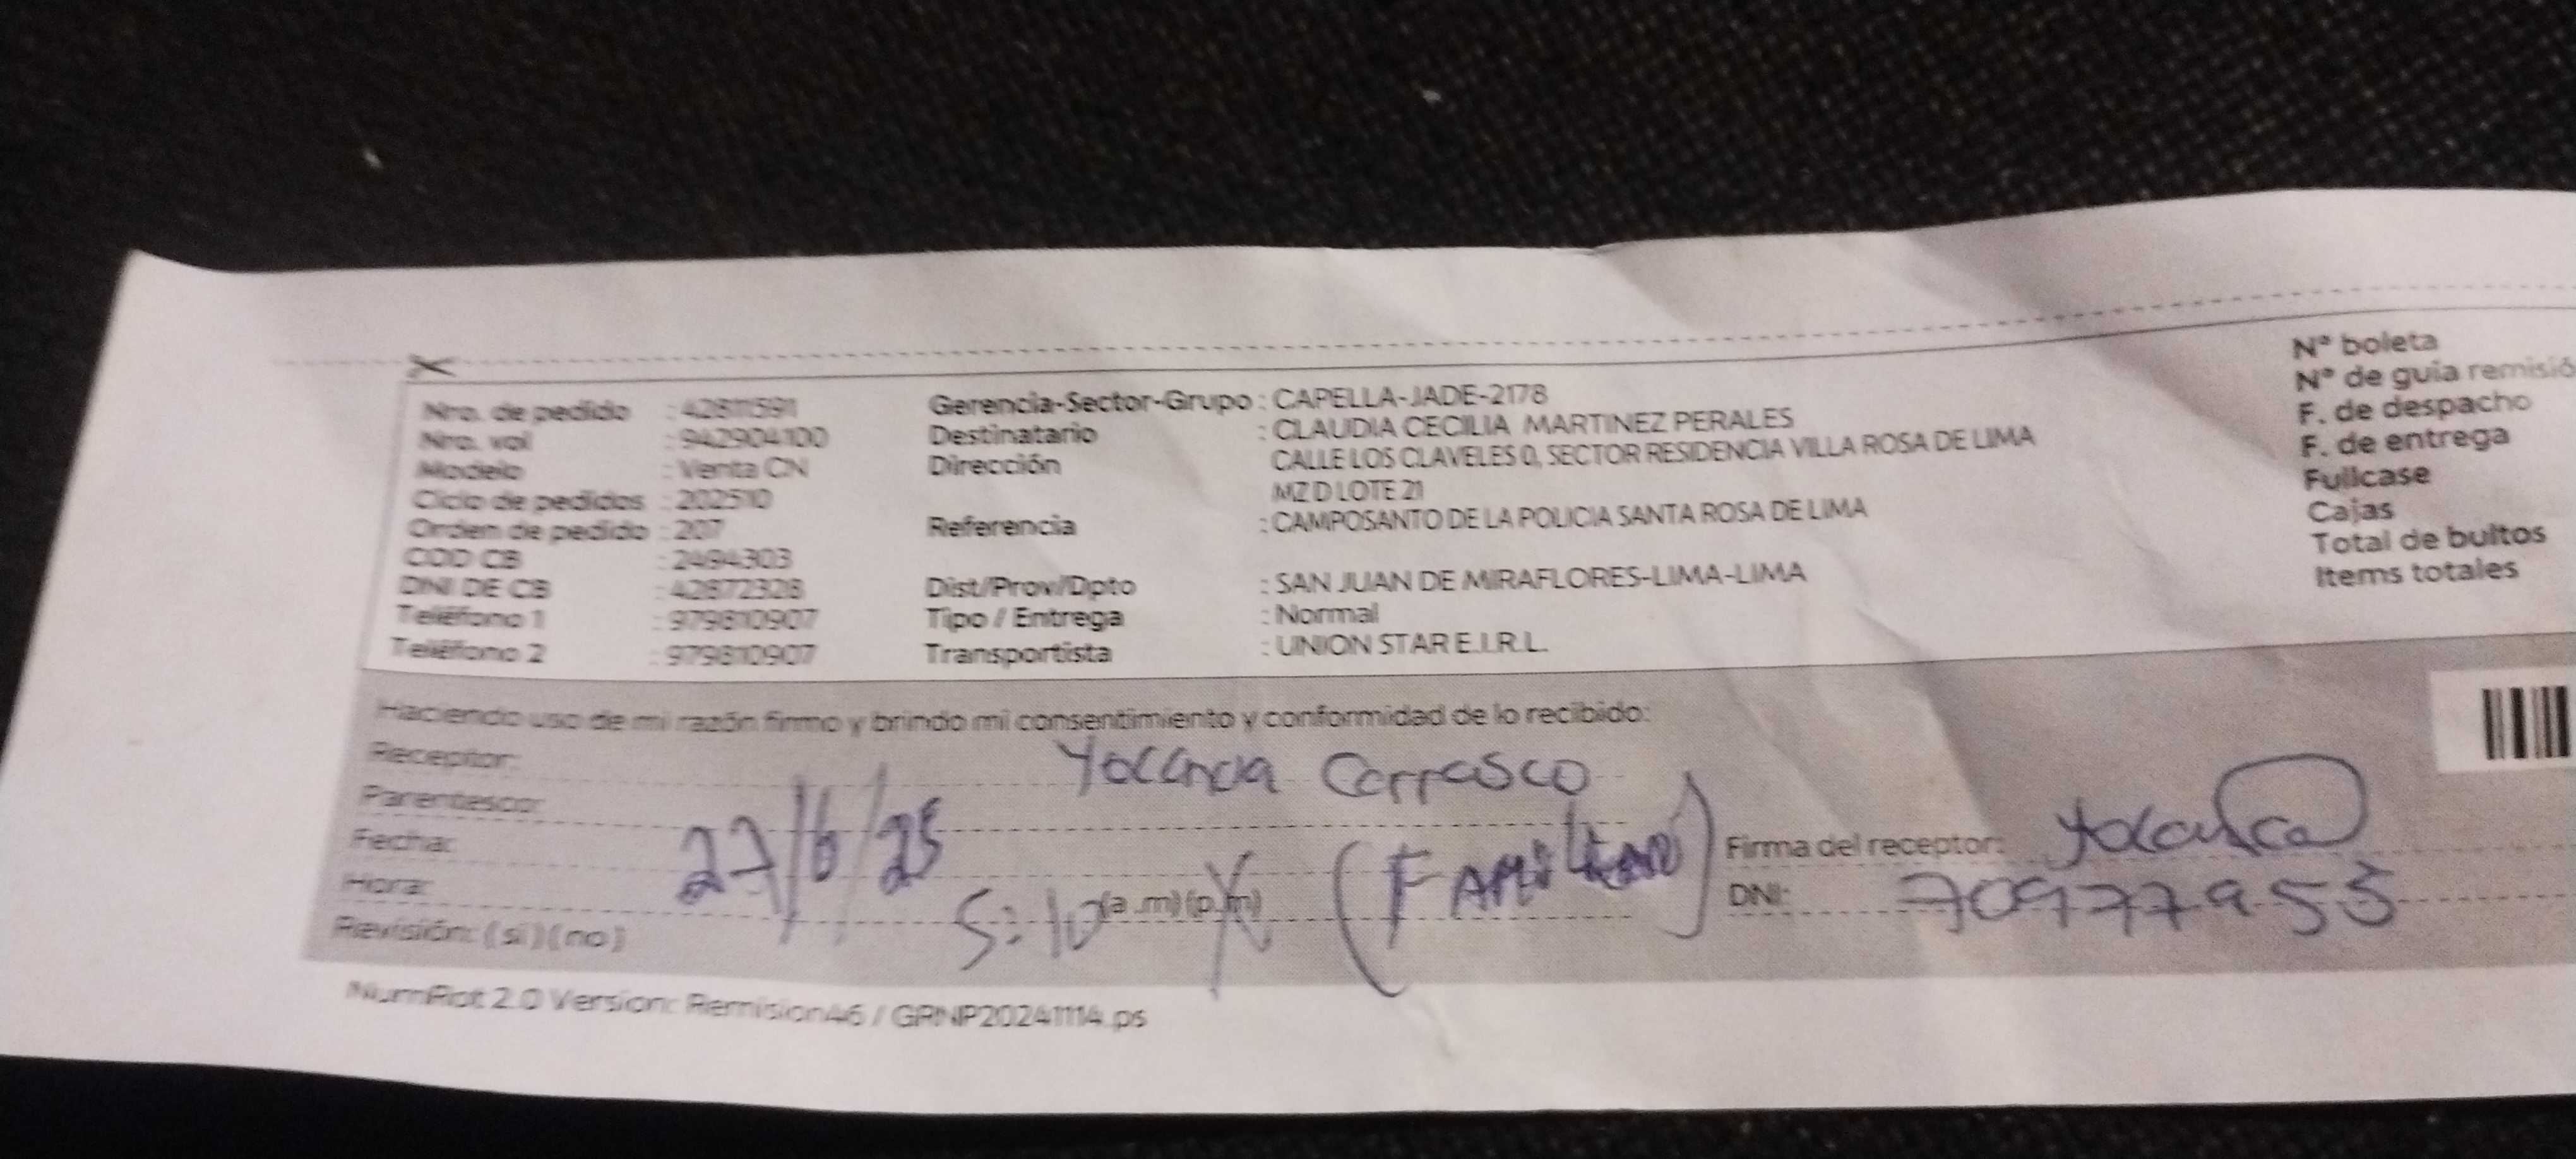 Nro. de pedido : 42811591
Nro. vol : 942904100
Modelo : Venta CN
Ciclo de pedidos : 202510
Orden de pedido : 207
COD CB : 2494303
DNI DE CB : 42872328
Teléfono 1 : 979810907
Teléfono 2 : 979810907
Gerencia-Sector-Grupo : CAPELLA-JADE-2178
Destinatario : CLAUDIA CECILIA MARTINEZ PERALES
Dirección CALLE LOS CLAVELES 0, SECTOR RESIDENCIA VILLA ROSA DE LIMA
MZ D LOTE 21
Referencia : CAMPOSANTO DE LA POLICIA SANTA ROSA DE LIMA
Dist/Prov/Dpto : SAN JUAN DE MIRAFLORES-LIMA-LIMA
Tipo / Entrega : Normal
Transportista : UNION STAR E.I.R.L.
Nº boleta
Nº de guía remisió
F. de despacho
F. de entrega
Fullcase
Cajas
Total de bultos
Items totales
Haciendo uso de mi razón firmo y brindo mi consentimiento y conformidad de lo recibido:
Receptor: Yolanda Carrasco
Parentesco: (FAMILIAR)
Fecha: 27/6/25
Hora: 5:10 (a.m) (p.m)
Revisión: (si) (no)
Firma del receptor:
DNI: 70977953
NumRot 2.0 Version: Remision46 / GRNP20241114.ps